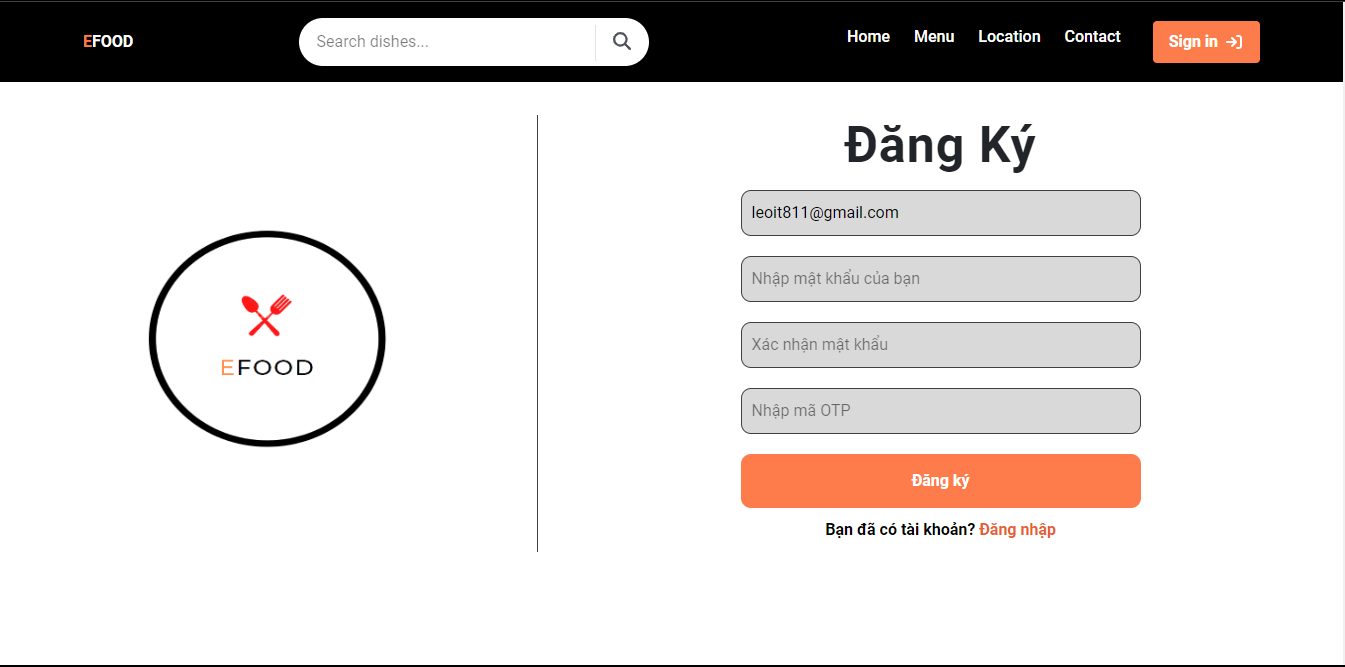 EFOOD
Search dishes...
Home Menu Location Contact Sign in
EFOOD
Đăng Ký
leoit811@gmail.com
Nhập mật khẩu của bạn
Xác nhận mật khẩu
Nhập mã OTP
Đăng ký
Bạn đã có tài khoản? Đăng nhập